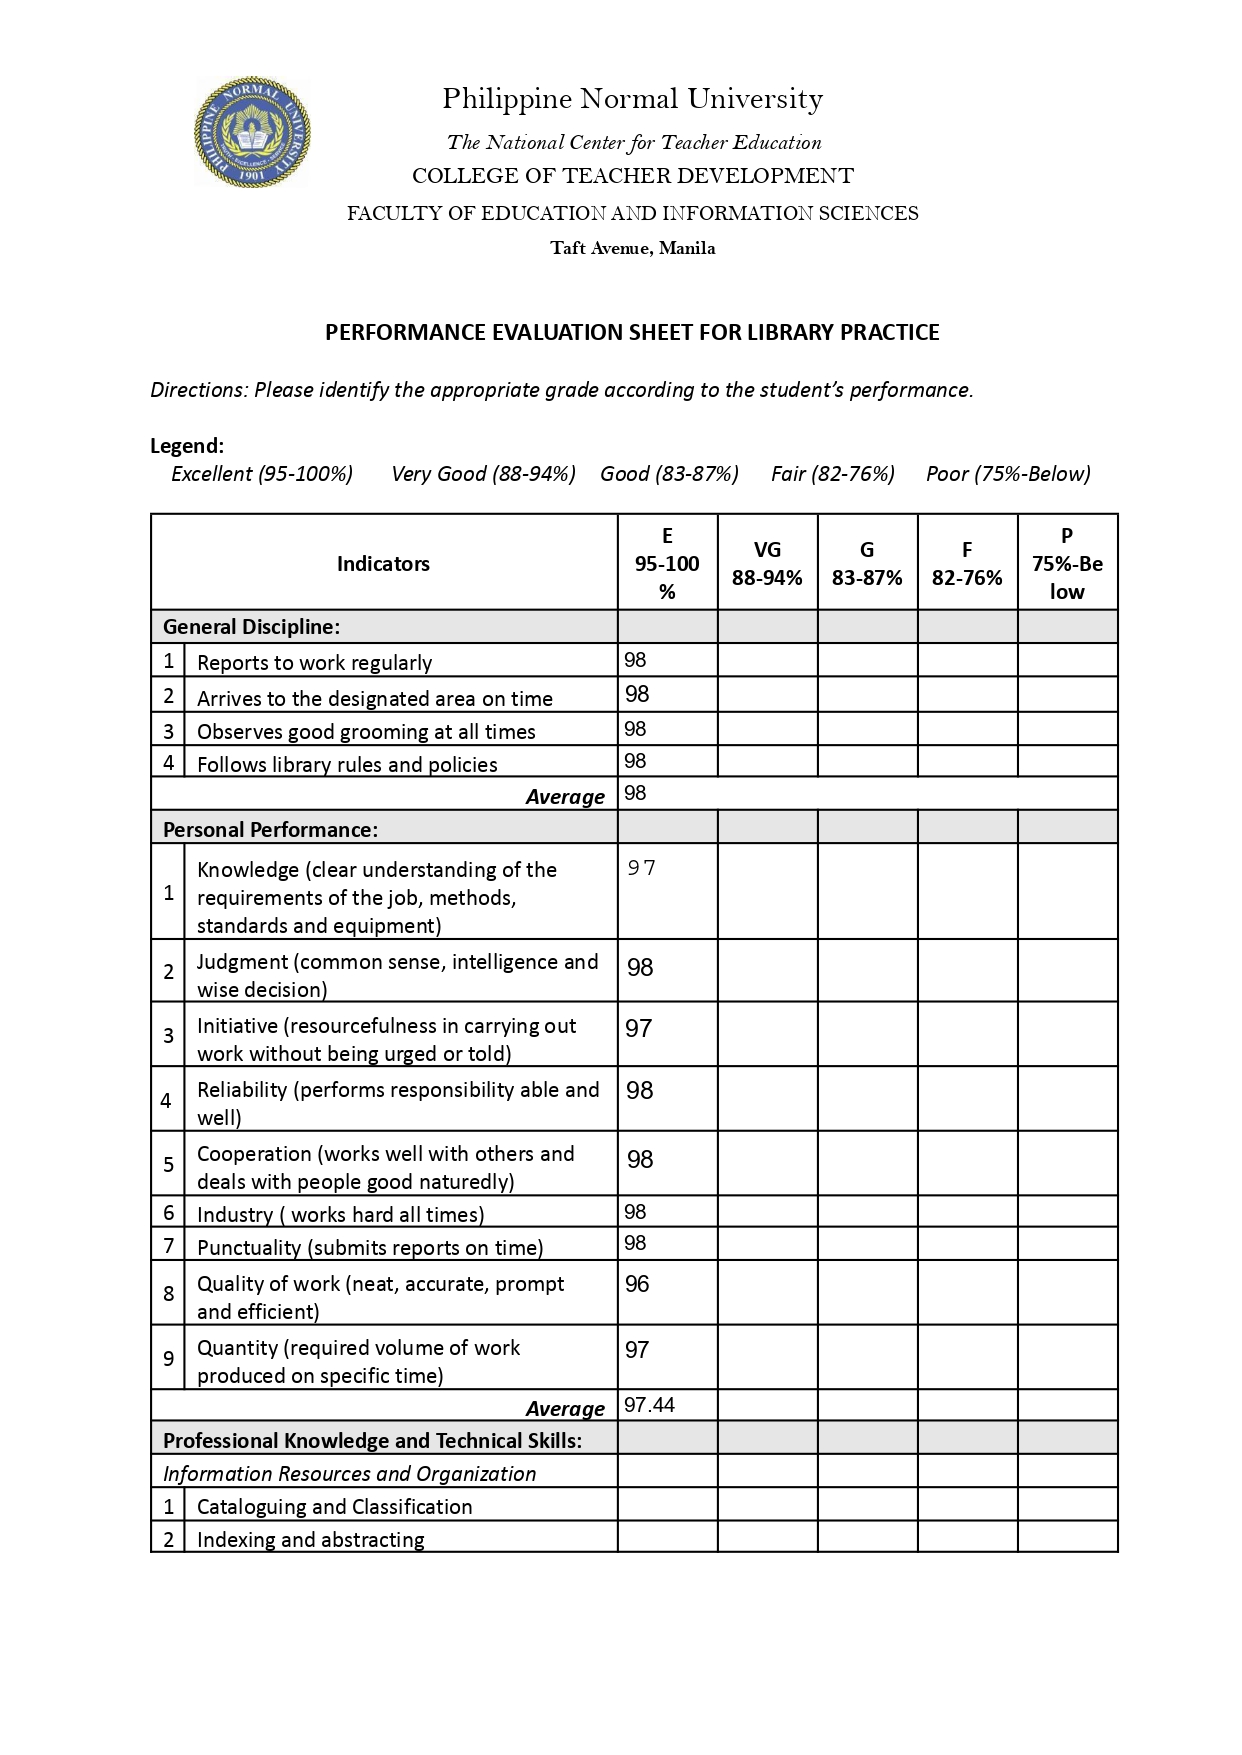 PHILIPPINE NORMAL UNIVERSITY
1901
Philippine Normal University
The National Center for Teacher Education
COLLEGE OF TEACHER DEVELOPMENT
FACULTY OF EDUCATION AND INFORMATION SCIENCES
Taft Avenue, Manila
PERFORMANCE EVALUATION SHEET FOR LIBRARY PRACTICE
Directions: Please identify the appropriate grade according to the student’s performance.
Legend:
Excellent (95-100%) Very Good (88-94%) Good (83-87%) Fair (82-76%) Poor (75%-Below)
Indicators
E
95-100
%
VG
88-94%
G
83-87%
F
82-76%
P
75%-Be
low
General Discipline:
1 Reports to work regularly 98
2 Arrives to the designated area on time 98
3 Observes good grooming at all times 98
4 Follows library rules and policies 98
Average 98
Personal Performance:
1 Knowledge (clear understanding of the 97
requirements of the job, methods,
standards and equipment)
2 Judgment (common sense, intelligence and 98
wise decision)
3 Initiative (resourcefulness in carrying out 97
work without being urged or told)
4 Reliability (performs responsibility able and 98
well)
5 Cooperation (works well with others and 98
deals with people good naturedly)
6 Industry ( works hard all times) 98
7 Punctuality (submits reports on time) 98
8 Quality of work (neat, accurate, prompt 96
and efficient)
9 Quantity (required volume of work 97
produced on specific time)
Average 97.44
Professional Knowledge and Technical Skills:
Information Resources and Organization
1 Cataloguing and Classification
2 Indexing and abstracting